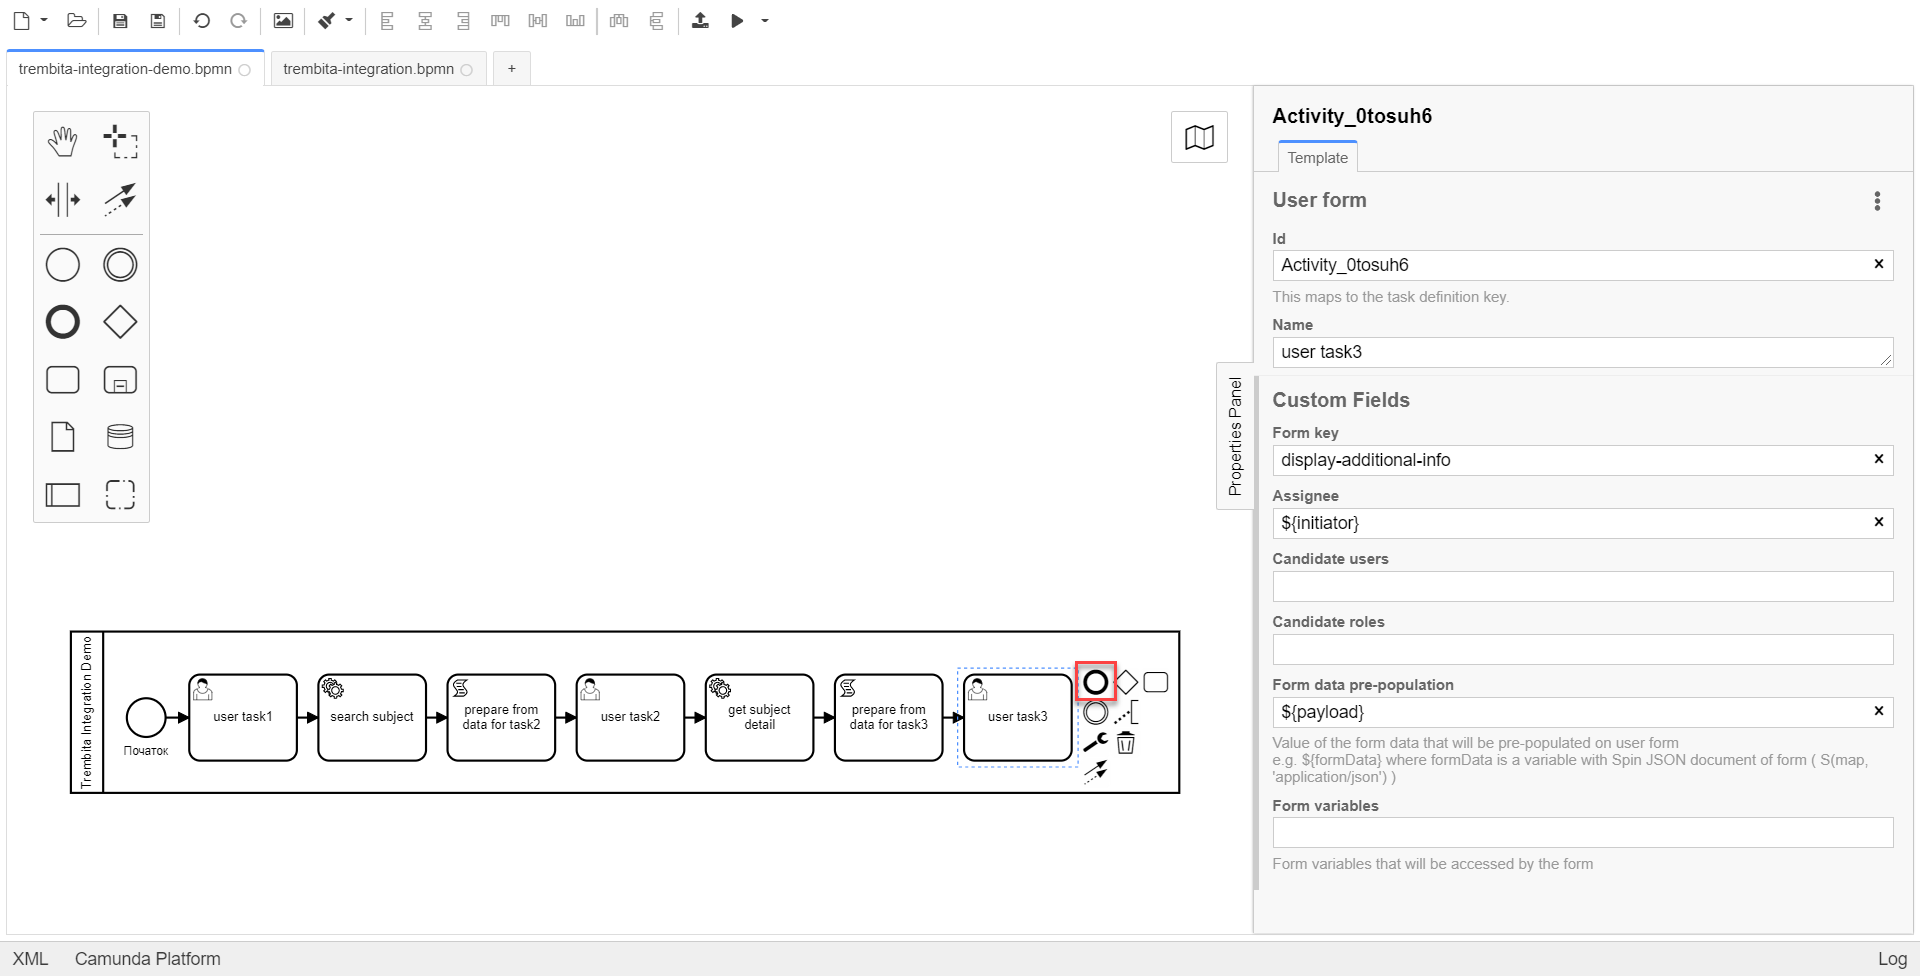 trembita-integration-demo.bpmn
trembita-integration.bpmn
+
Activity_0tosuh6
Template
User form
Id
Activity_0tosuh6
This maps to the task definition key.
Name
user task3
Properties Panel
Custom Fields
Form key
display-additional-info
Assignee
${initiator}
Candidate users
Candidate roles
Form data pre-population
${payload}
Value of the form data that will be pre-populated on user form
e.g. ${formData} where formData is a variable with Spin JSON document of form ( S(map,
'application/json') )
Form variables
Form variables that will be accessed by the form
Trembita Integration Demo
Початок
user task1
search subject
prepare from
data for task2
user task2
get subject
detail
prepare from
data for task3
user task3
XML
Camunda Platform
Log